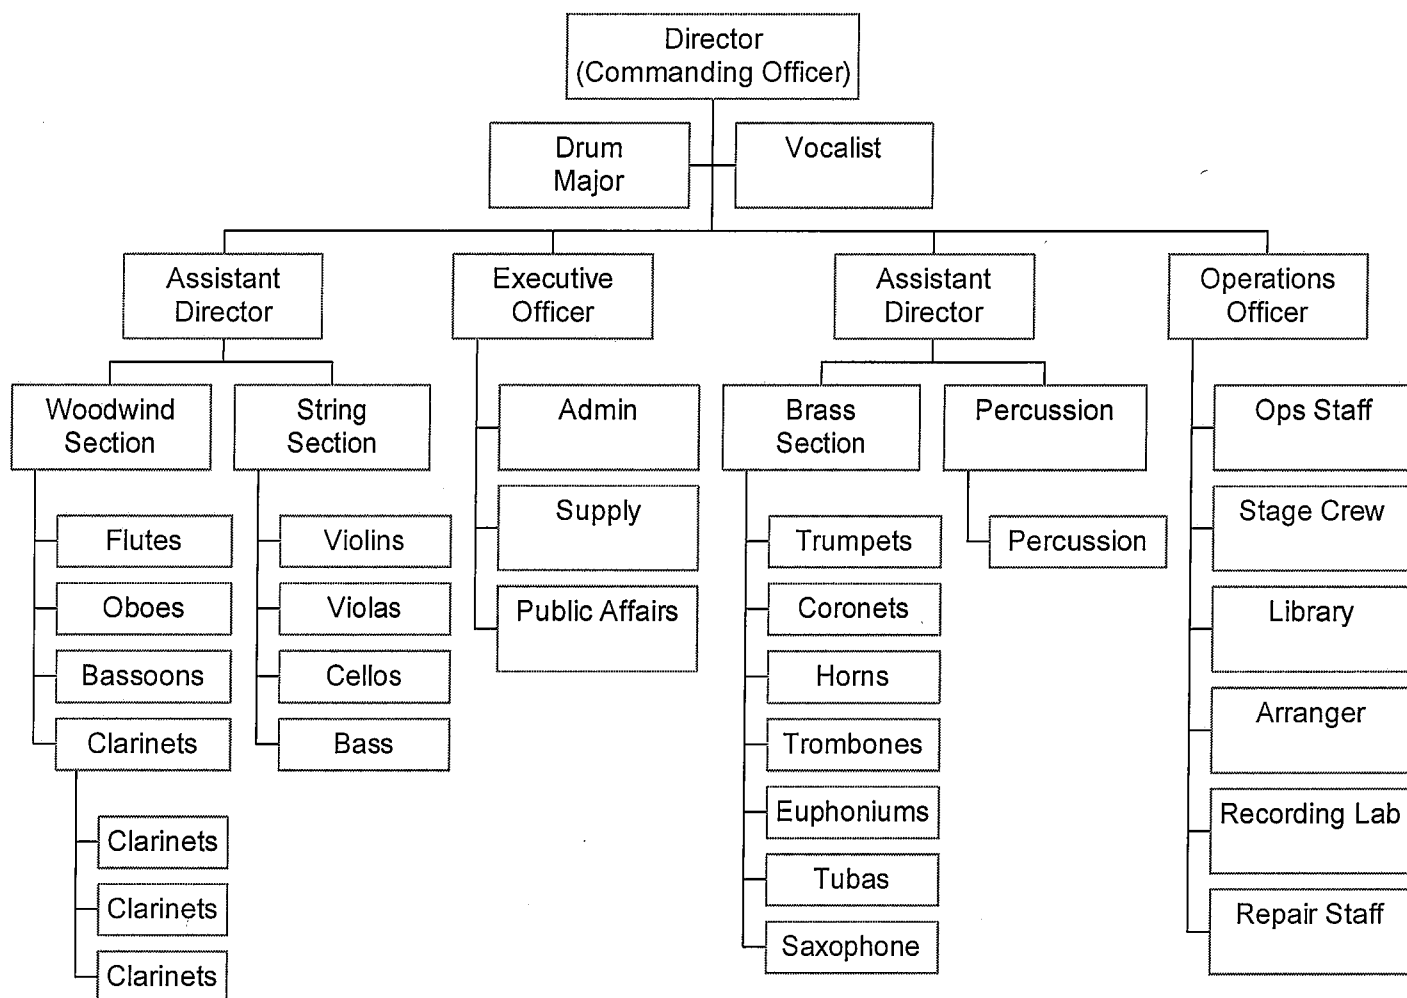 Director
(Commanding Officer)
Drum
Major
Vocalist
Assistant
Director
Executive
Officer
Assistant
Director
Operations
Officer
Woodwind
Section
String
Section
Admin
Supply
Public Affairs
Brass
Section
Percussion
Ops Staff
Stage Crew
Library
Arranger
Recording Lab
Repair Staff
Flutes
Oboes
Bassoons
Clarinets
Clarinets
Clarinets
Clarinets
Violins
Violas
Cellos
Bass
Trumpets
Coronets
Horns
Trombones
Euphoniums
Tubas
Saxophone
Percussion